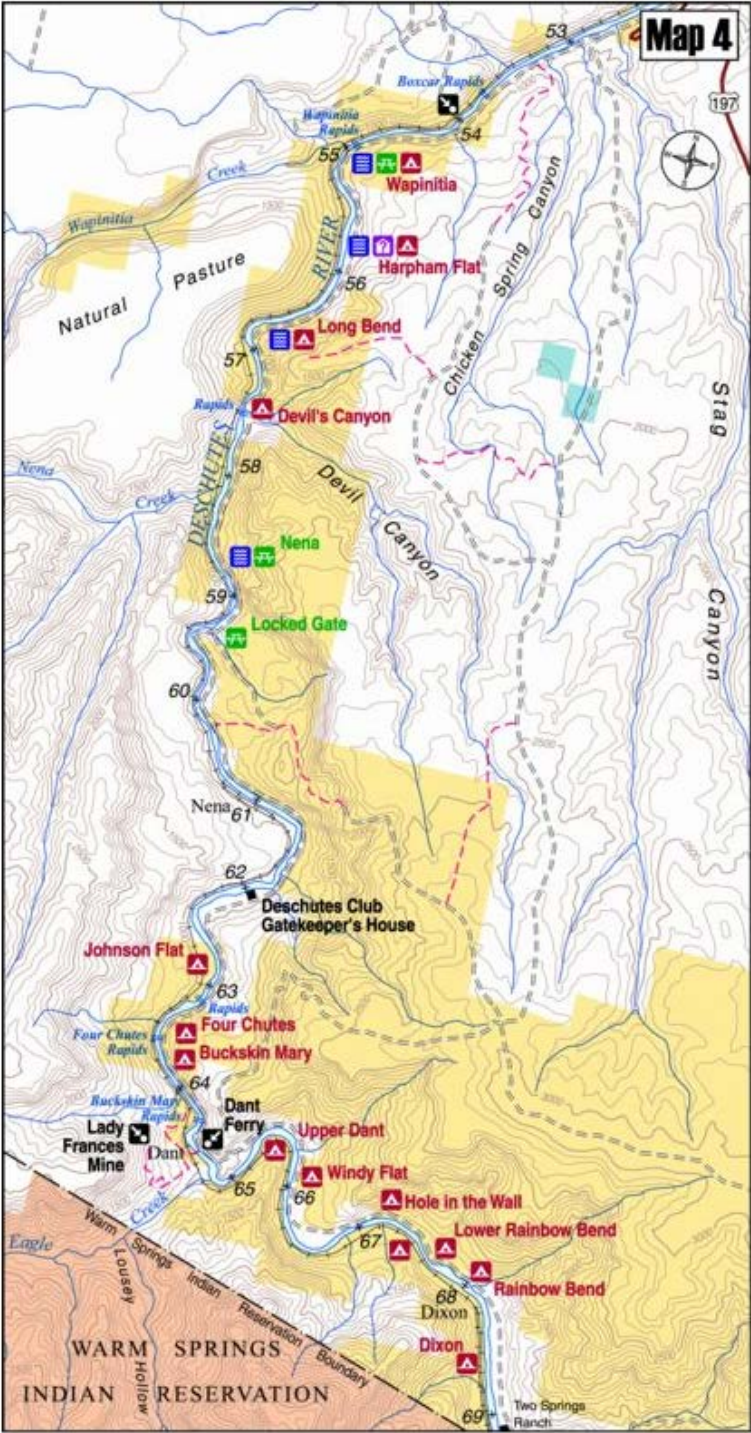 Map 4
53
197
Boxcar Rapids
54
Wapinitia
Rapids
55
Wapinitia
Creek
Wapinitia
RIVER
Harpham Flat
56
Natural Pasture
Chicken Spring Canyon
Long Bend
57
Rapids
Devil's Canyon
Stag Canyon
2000
DESCHUTES
58
Devil Canyon
Nena
Creek
Nena
59
Locked Gate
60
2500
Nena
61
62
Deschutes Club
Gatekeeper's House
Johnson Flat
63
Rapids
Four Chutes
Four Chutes
Rapids
Buckskin Mary
64
Buckskin Mary
Rapids
Dant
Ferry
Lady
Frances
Mine
Dant
Upper Dant
65
Windy Flat
66
Hole in the Wall
Creek
Eagle
Lousey Hollow
Warm Springs Indian Reservation Boundary
67
Lower Rainbow Bend
Rainbow Bend
68
Dixon
Dixon
WARM SPRINGS
INDIAN RESERVATION
69
Two Springs
Ranch